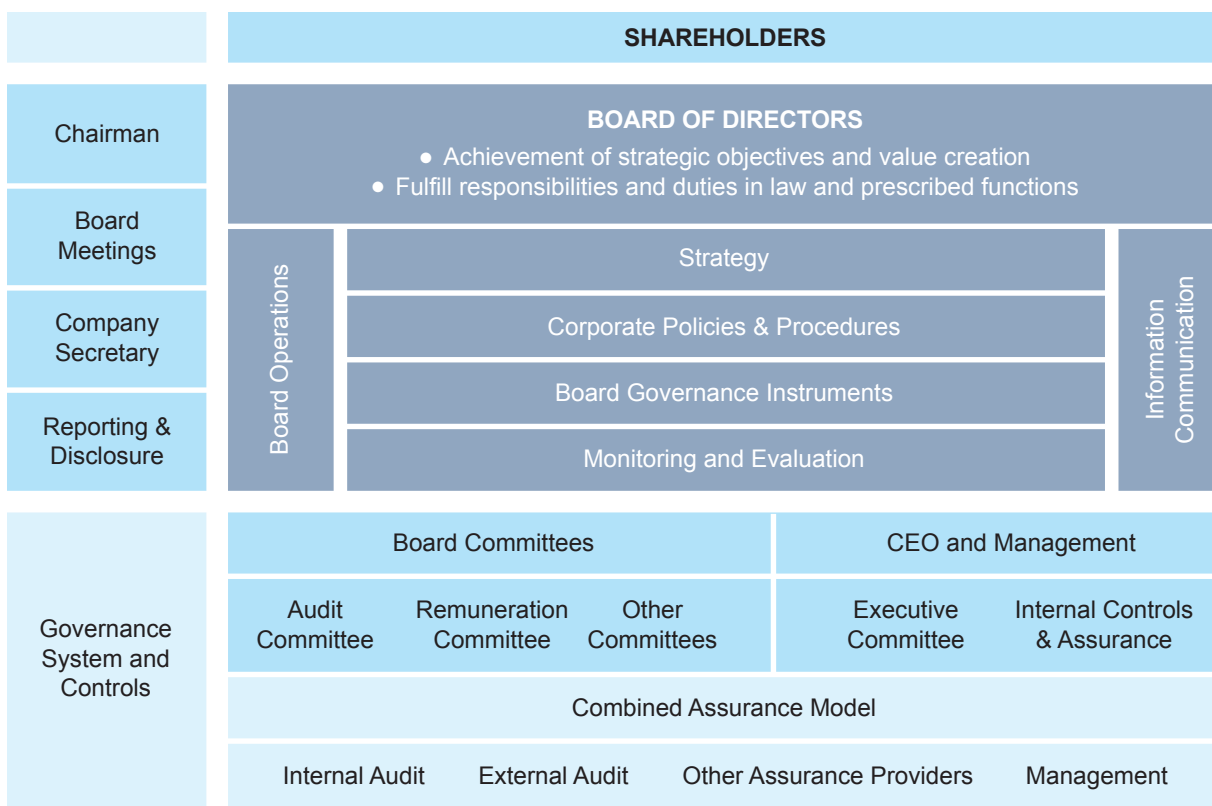 SHAREHOLDERS
Chairman
BOARD OF DIRECTORS
● Achievement of strategic objectives and value creation
● Fulfill responsibilities and duties in law and prescribed functions
Board
Meetings
Company
Secretary
Reporting &
Disclosure
Board Operations
Strategy
Corporate Policies & Procedures
Board Governance Instruments
Monitoring and Evaluation
Information
Communication
Governance
System and
Controls
Board Committees
CEO and Management
Audit
Committee
Remuneration
Committee
Other
Committees
Executive
Committee
Internal Controls
& Assurance
Combined Assurance Model
Internal Audit
External Audit
Other Assurance Providers
Management